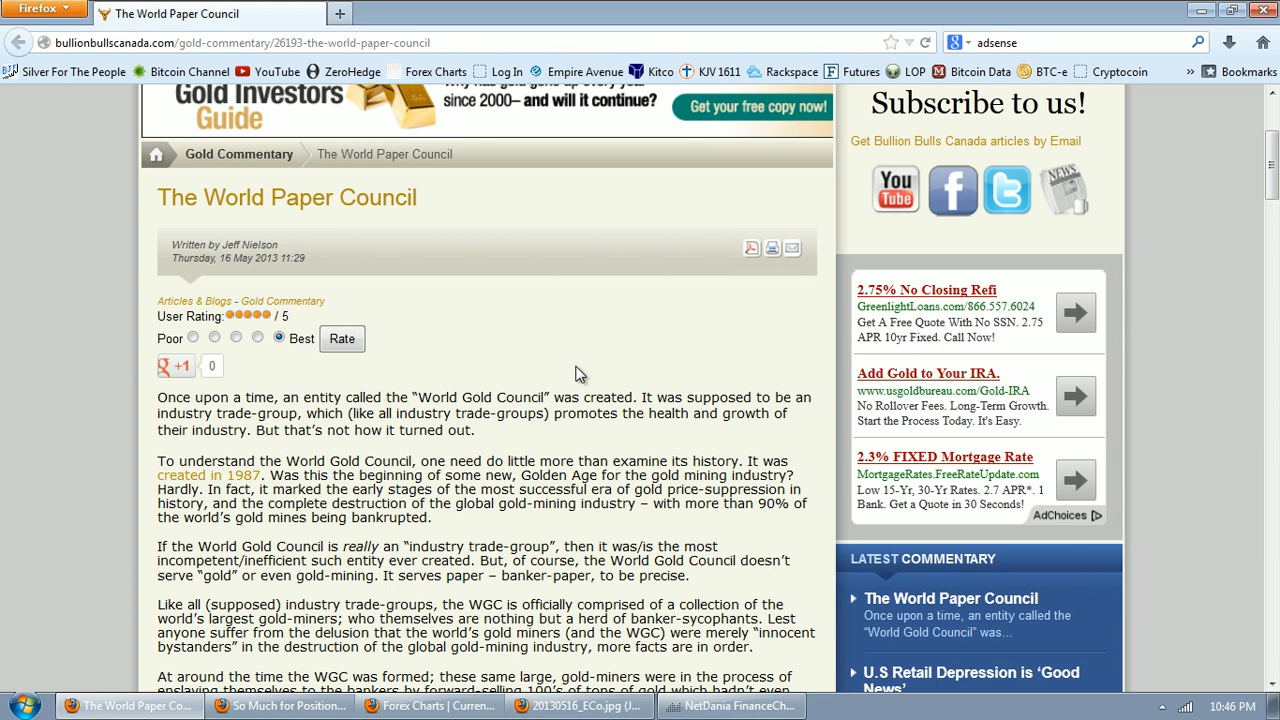 Firefox
The World Paper Council
bullionbullscanada.com/gold-commentary/26193-the-world-paper-council
adsense
Silver For The People
Bitcoin Channel
YouTube
ZeroHedge
Forex Charts
Log In
Empire Avenue
Kitco
KJV 1611
Rackspace
Futures
LOP
Bitcoin Data
BTC-e
Cryptocoin
»
Bookmarks
Gold Investors
Guide
since 2000– and will it continue?
Get your free copy now!
Gold Commentary
The World Paper Council
The World Paper Council
Written by Jeff Nielson
Thursday, 16 May 2013 11:29
Articles & Blogs - Gold Commentary
User Rating: / 5
Poor Best Rate
+1 0
Once upon a time, an entity called the “World Gold Council” was created. It was supposed to be an
industry trade-group, which (like all industry trade-groups) promotes the health and growth of
their industry. But that’s not how it turned out.
To understand the World Gold Council, one need do little more than examine its history. It was
created in 1987. Was this the beginning of some new, Golden Age for the gold mining industry?
Hardly. In fact, it marked the early stages of the most successful era of gold price-suppression in
history, and the complete destruction of the global gold-mining industry – with more than 90% of
the world’s gold mines being bankrupted.
If the World Gold Council is really an “industry trade-group”, then it was/is the most
incompetent/inefficient such entity ever created. But, of course, the World Gold Council doesn’t
serve “gold” or even gold-mining. It serves paper – banker-paper, to be precise.
Like all (supposed) industry trade-groups, the WGC is officially comprised of a collection of the
world’s largest gold-miners; who themselves are nothing but a herd of banker-sycophants. Lest
anyone suffer from the delusion that the world’s gold miners (and the WGC) were merely “innocent
bystanders” in the destruction of the global gold-mining industry, more facts are in order.
At around the time the WGC was formed; these same large, gold-miners were in the process of
enslaving themselves to the bankers by forward-selling 100’s of tons of gold which hadn’t even
Subscribe to us!
Get Bullion Bulls Canada articles by Email
You
Tube
NEWS
2.75% No Closing Refi
GreenlightLoans.com/866.557.6024
Get A Free Quote With No SSN. 2.75
APR 10yr Fixed. Call Now!
Add Gold to Your IRA.
www.usgoldbureau.com/Gold-IRA
No Rollover Fees. Long-Term Growth.
Start the Process Today. It's Easy.
2.3% FIXED Mortgage Rate
MortgageRates.FreeRateUpdate.com
Low 15-Yr, 30-Yr Rates. 2.7 APR*. 1
Bank. Get a Quote in 30 Seconds!
AdChoices
LATEST COMMENTARY
The World Paper Council
Once upon a time, an entity called the
“World Gold Council” was...
U.S Retail Depression is ‘Good
News’
The World Paper Co...
So Much for Position...
Forex Charts | Curren...
20130516_ECo.jpg (J...
NetDania FinanceCh...
10:46 PM